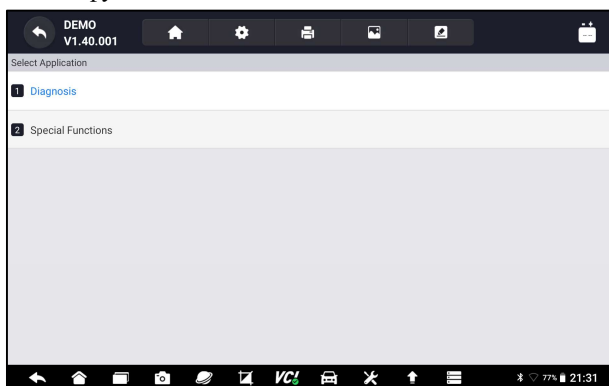 DEMO
V1.40.001
Select Application
1 Diagnosis
2 Special Functions
VC!
77% 21:31